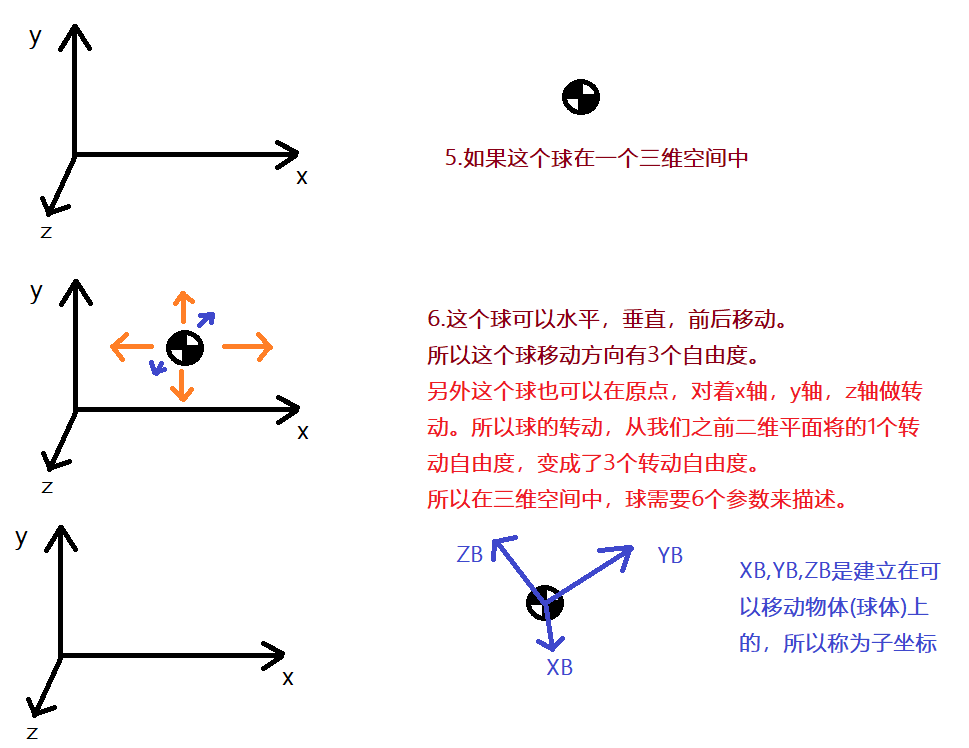 y
x
z
5.如果这个球在一个三维空间中
y
x
z
6.这个球可以水平，垂直，前后移动。
所以这个球移动方向有3个自由度。
另外这个球也可以在原点，对着x轴，y轴，z轴做转
动。所以球的转动，从我们之前二维平面将的1个转
动自由度，变成了3个转动自由度。
所以在三维空间中，球需要6个参数来描述。
y
x
z
ZB
YB
XB
XB,YB,ZB是建立在可
以移动物体(球体)上
的，所以称为子坐标